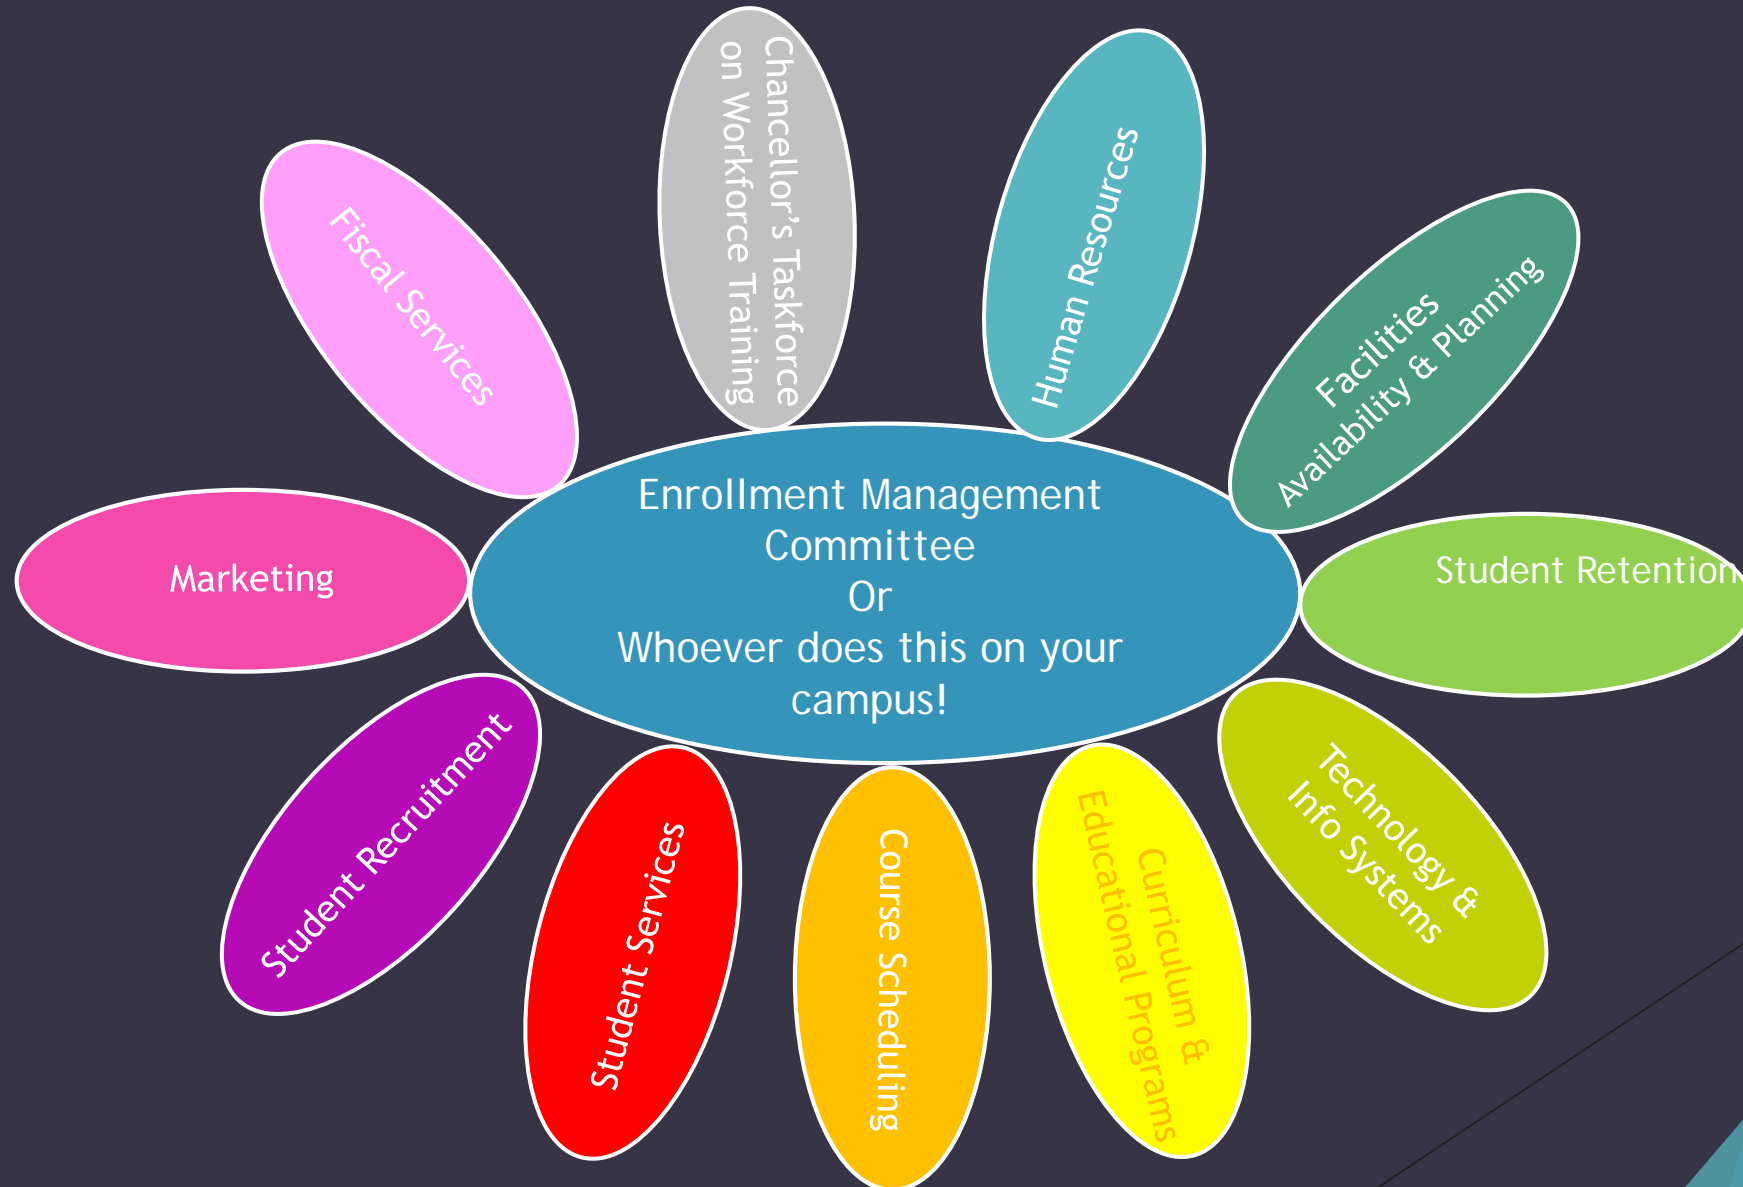 Chancellor's Taskforce
on Workforce Training
Human Resources
Fiscal Services
Facilities
Availability & Planning
Enrollment Management
Committee
Or
Whoever does this on your
campus!
Marketing
Student Retention
Student Recruitment
Student Services
Course Scheduling
Curriculum &
Educational Programs
Technology &
Info Systems